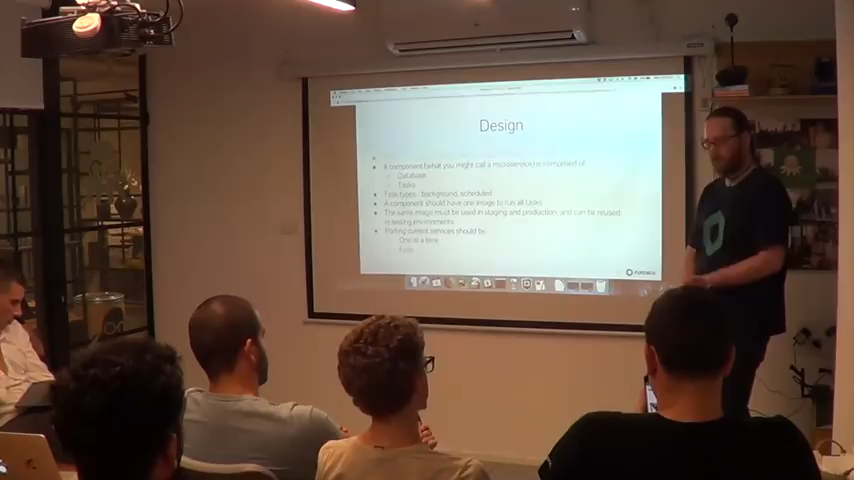 Design
A component (what you might call a microservice) is comprised of
Database
Tasks
Task types - background, scheduled
A component should have one image to run all tasks
The same image must be used in staging and production, and can be reused
in testing environments
Porting current services should be
One at a time